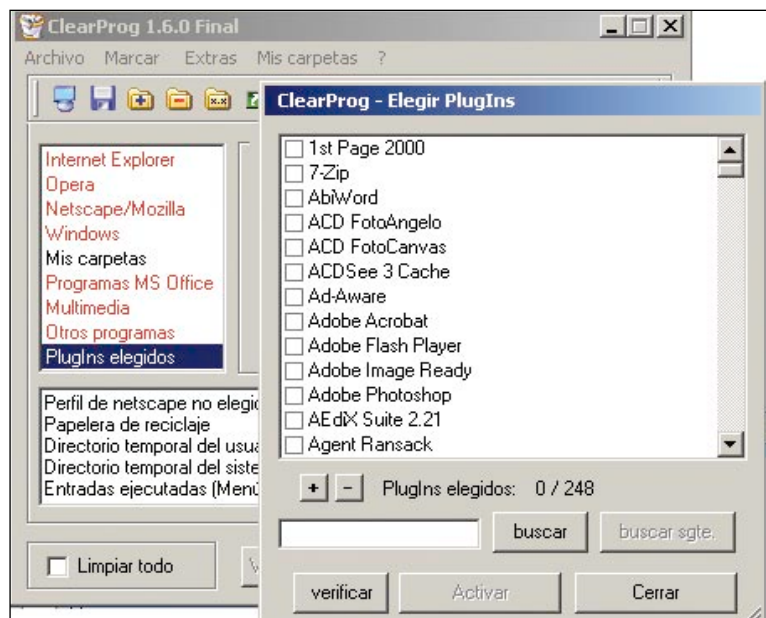 ClearProg 1.6.0 Final
Archivo Marcar Extras Mis carpetas ?
Internet Explorer
Opera
Netscape/Mozilla
Windows
Mis carpetas
Programas MS Office
Multimedia
Otros programas
PlugIns elegidos
Perfil de netscape no elegid
Papelera de reciclaje
Directorio temporal del usua
Directorio temporal del siste
Entradas ejecutadas (Menú
Limpiar todo
ClearProg - Elegir PlugIns
1st Page 2000
7-Zip
AbiWord
ACD FotoAngelo
ACD FotoCanvas
ACDSee 3 Cache
Ad-Aware
Adobe Acrobat
Adobe Flash Player
Adobe Image Ready
Adobe Photoshop
AEdiX Suite 2.21
Agent Ransack
+ - PlugIns elegidos: 0 / 248
buscar buscar sgte.
verificar Activar Cerrar